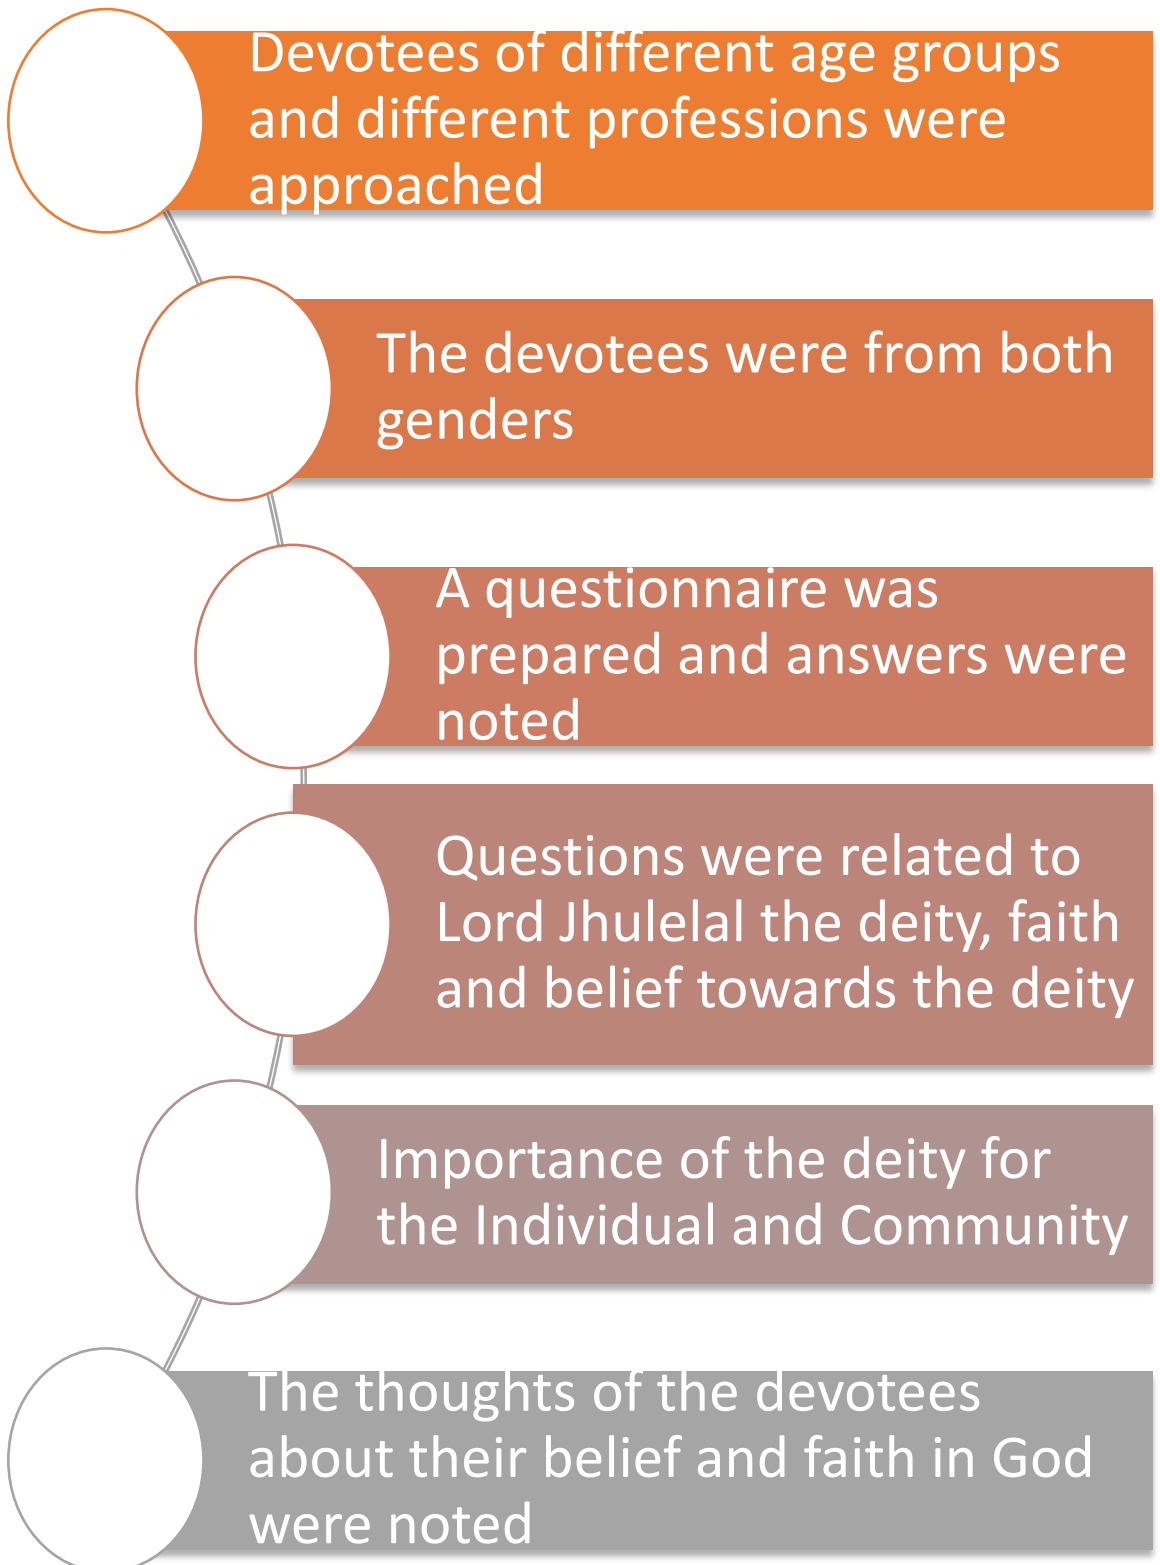 Devotees of different age groups
and different professions were
approached
The devotees were from both
genders
A questionnaire was
prepared and answers were
noted
Questions were related to
Lord Jhulelal the deity, faith
and belief towards the deity
Importance of the deity for
the Individual and Community
The thoughts of the devotees
about their belief and faith in God
were noted